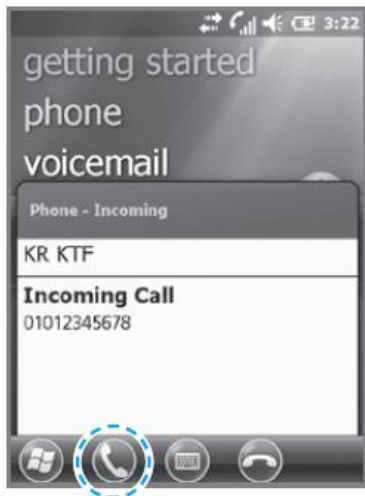 3:22
getting started
phone
voicemail
Phone - Incoming
KR KTF
Incoming Call
01012345678